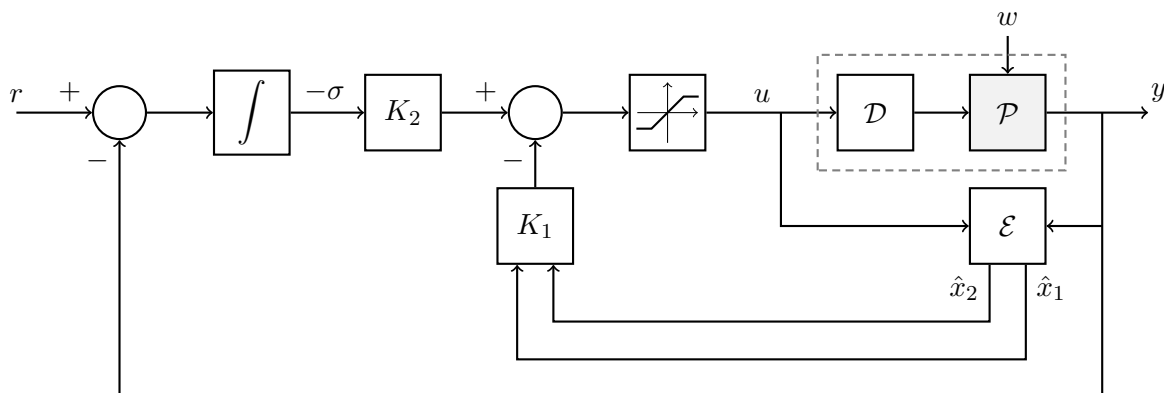 w
r
+
−
∫
−σ
K₂
+
−
u
𝒟
𝒫
y
K₁
ℰ
x̂₂
x̂₁